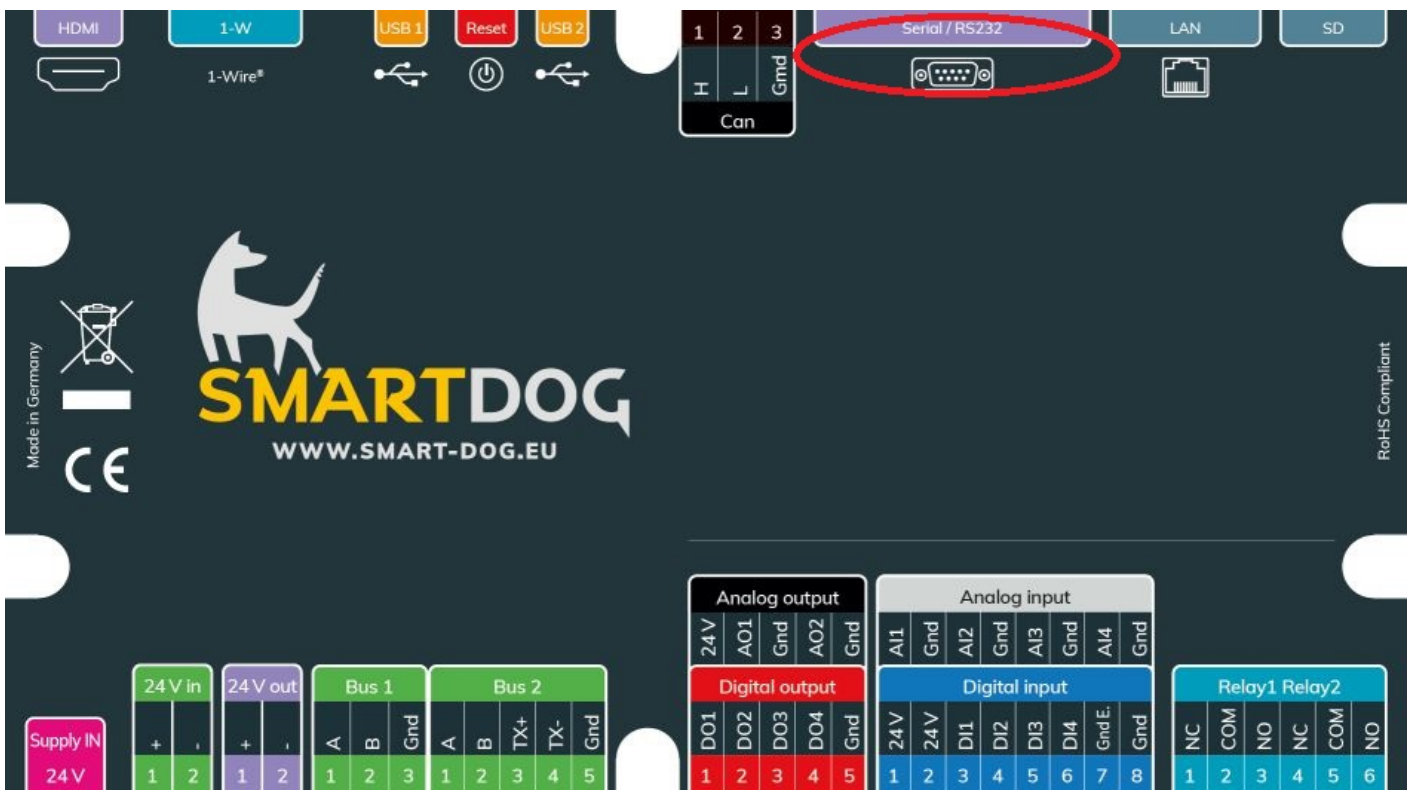 HDMI
1-W
USB 1
Reset
USB 2
1 2 3
Serial / RS232
LAN
SD
1-Wire®
H L Gmd
Can
Made in Germany
CE
SMARTDOG
WWW.SMART-DOG.EU
RoHS Compliant
Analog output
24 V AO1 Gnd AO2 Gnd
Analog input
AI1 Gnd AI2 Gnd AI3 Gnd AI4 Gnd
Supply IN
24 V
24 V in
+ -
1 2
24 V out
+ -
1 2
Bus 1
A B Gnd
1 2 3
Bus 2
A B TX+ TX- Gnd
1 2 3 4 5
Digital output
DO1 DO2 DO3 DO4 Gnd
1 2 3 4 5
Digital input
24 V 24 V DI1 DI2 DI3 DI4 Gnd E. Gnd
1 2 3 4 5 6 7 8
Relay1 Relay2
NC COM NO NC COM NO
1 2 3 4 5 6